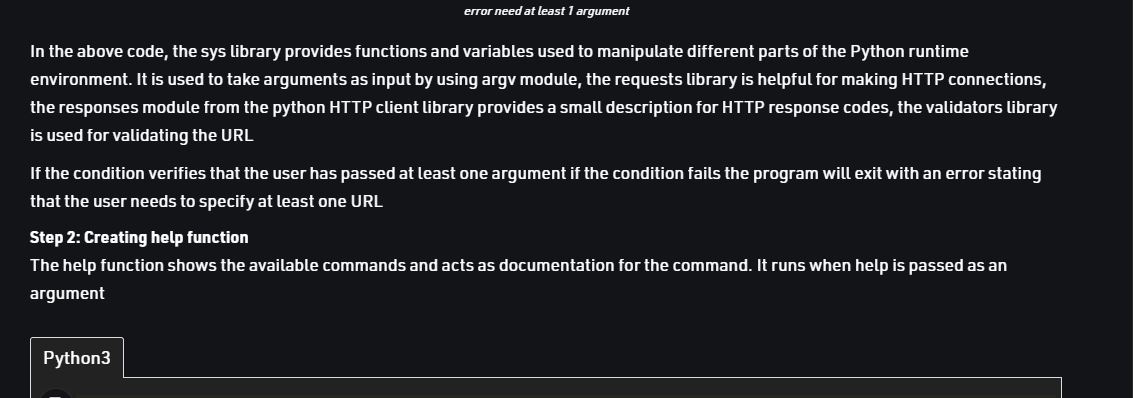 error need at least 1 argument
In the above code, the sys library provides functions and variables used to manipulate different parts of the Python runtime
environment. It is used to take arguments as input by using argv module, the requests library is helpful for making HTTP connections,
the responses module from the python HTTP client library provides a small description for HTTP response codes, the validators library
is used for validating the URL
If the condition verifies that the user has passed at least one argument if the condition fails the program will exit with an error stating
that the user needs to specify at least one URL
Step 2: Creating help function
The help function shows the available commands and acts as documentation for the command. It runs when help is passed as an
argument
Python3